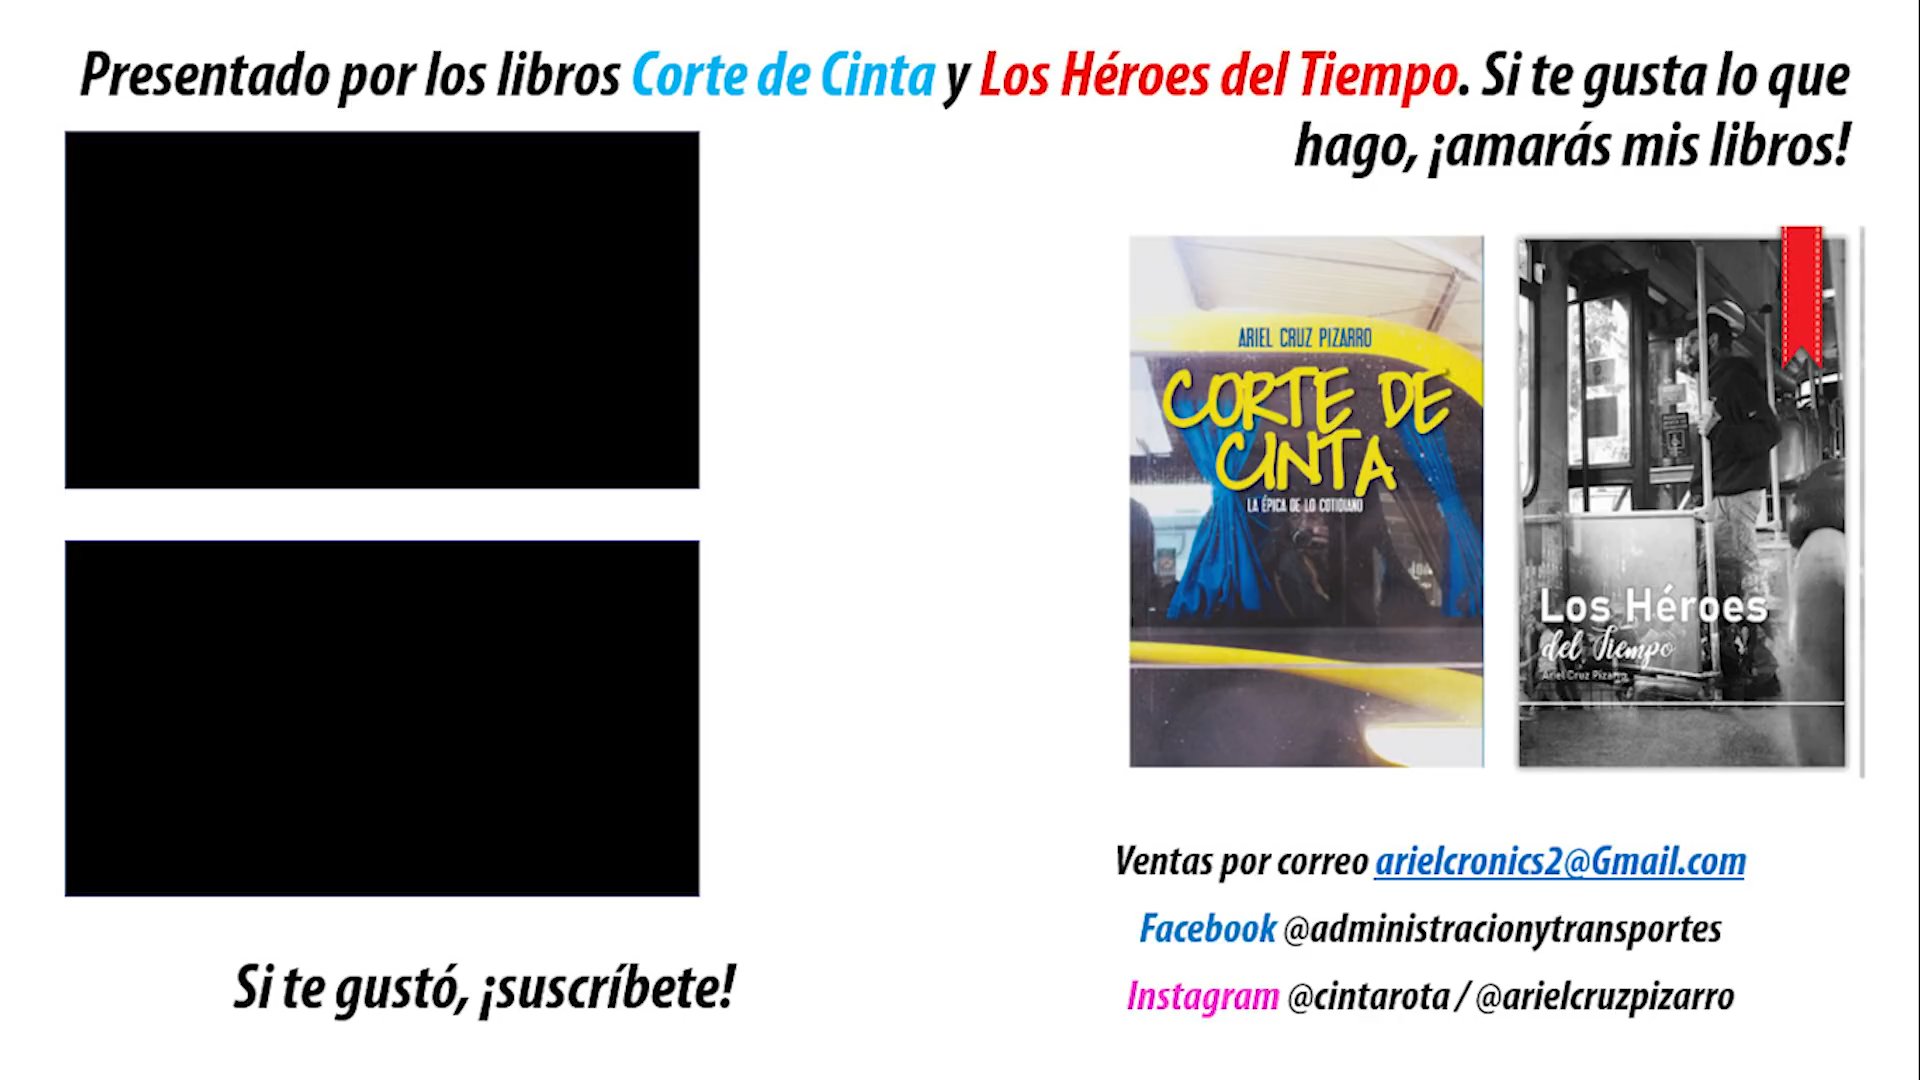 Presentado por los libros Corte de Cinta y Los Héroes del Tiempo. Si te gusta lo que
hago, ¡amarás mis libros!
ARIEL CRUZ PIZARRO
CORTE DE
CINTA
LA ÉPICA DE LO COTIDIANO
Los Héroes
del Tiempo
Ariel Cruz Pizarro
Ventas por correo arielcronics2@Gmail.com
Facebook @administracionytransportes
Instagram @cintarota / @arielcruzpizarro
Si te gustó, ¡suscríbete!